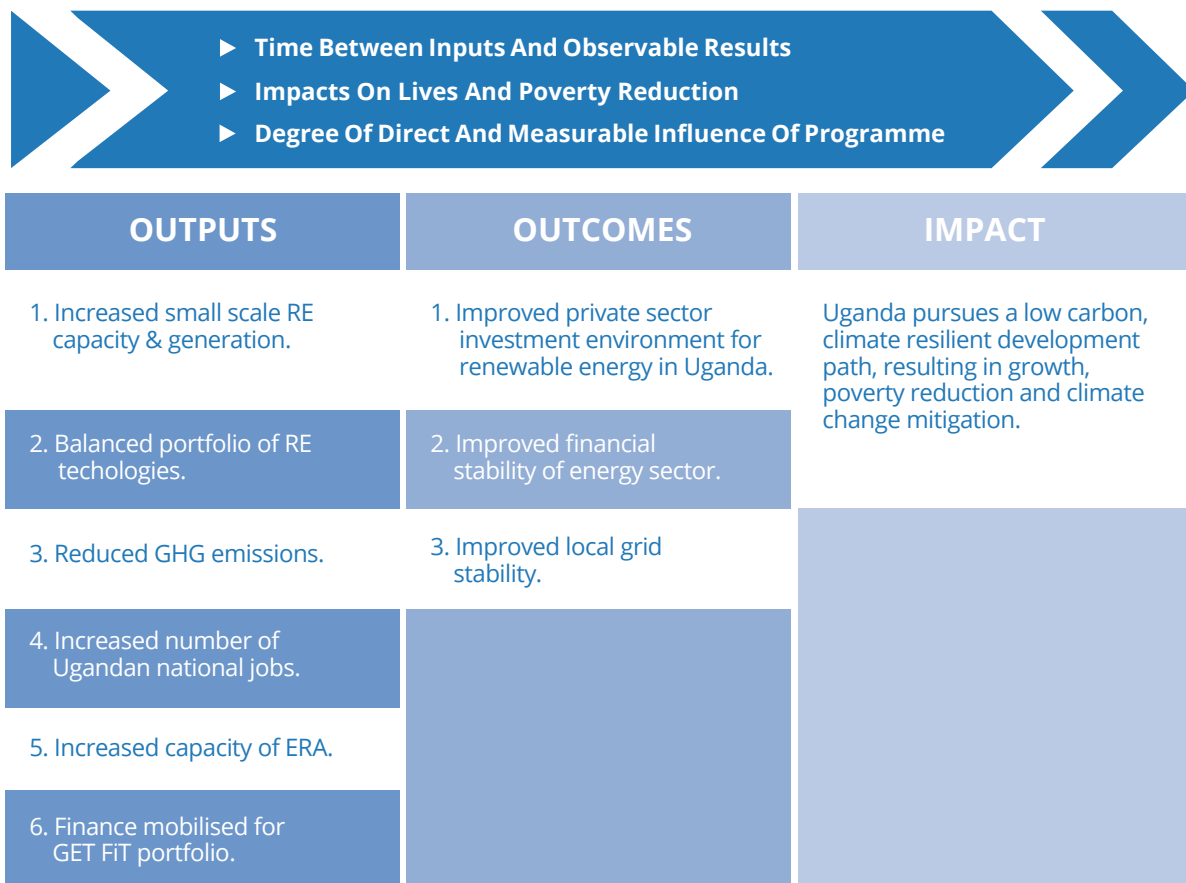 ► Time Between Inputs And Observable Results
► Impacts On Lives And Poverty Reduction
► Degree Of Direct And Measurable Influence Of Programme
OUTPUTS
1. Increased small scale RE
capacity & generation.
2. Balanced portfolio of RE
techologies.
3. Reduced GHG emissions.
4. Increased number of
Ugandan national jobs.
5. Increased capacity of ERA.
6. Finance mobilised for
GET FiT portfolio.
OUTCOMES
1. Improved private sector
investment environment for
renewable energy in Uganda.
2. Improved financial
stability of energy sector.
3. Improved local grid
stability.
IMPACT
Uganda pursues a low carbon,
climate resilient development
path, resulting in growth,
poverty reduction and climate
change mitigation.